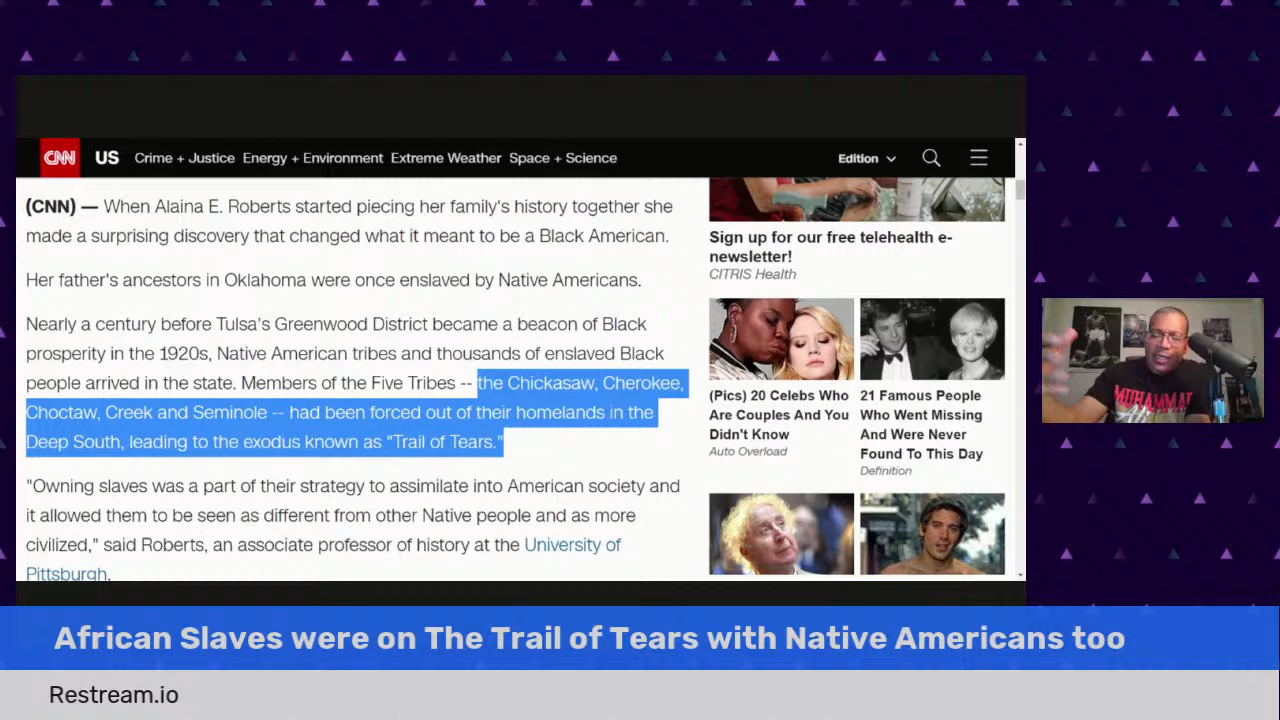 CNN US Crime + Justice Energy + Environment Extreme Weather Space + Science Edition
(CNN) — When Alaina E. Roberts started piecing her family's history together she
made a surprising discovery that changed what it meant to be a Black American.
Her father's ancestors in Oklahoma were once enslaved by Native Americans.
Nearly a century before Tulsa's Greenwood District became a beacon of Black
prosperity in the 1920s, Native American tribes and thousands of enslaved Black
people arrived in the state. Members of the Five Tribes -- the Chickasaw, Cherokee,
Choctaw, Creek and Seminole -- had been forced out of their homelands in the
Deep South, leading to the exodus known as "Trail of Tears."
"Owning slaves was a part of their strategy to assimilate into American society and
it allowed them to be seen as different from other Native people and as more
civilized," said Roberts, an associate professor of history at the University of
Pittsburgh.
Sign up for our free telehealth e-
newsletter!
CITRIS Health
(Pics) 20 Celebs Who
Are Couples And You
Didn't Know
Auto Overload
21 Famous People
Who Went Missing
And Were Never
Found To This Day
Definition
MUHAMMAD
African Slaves were on The Trail of Tears with Native Americans too
Restream.io